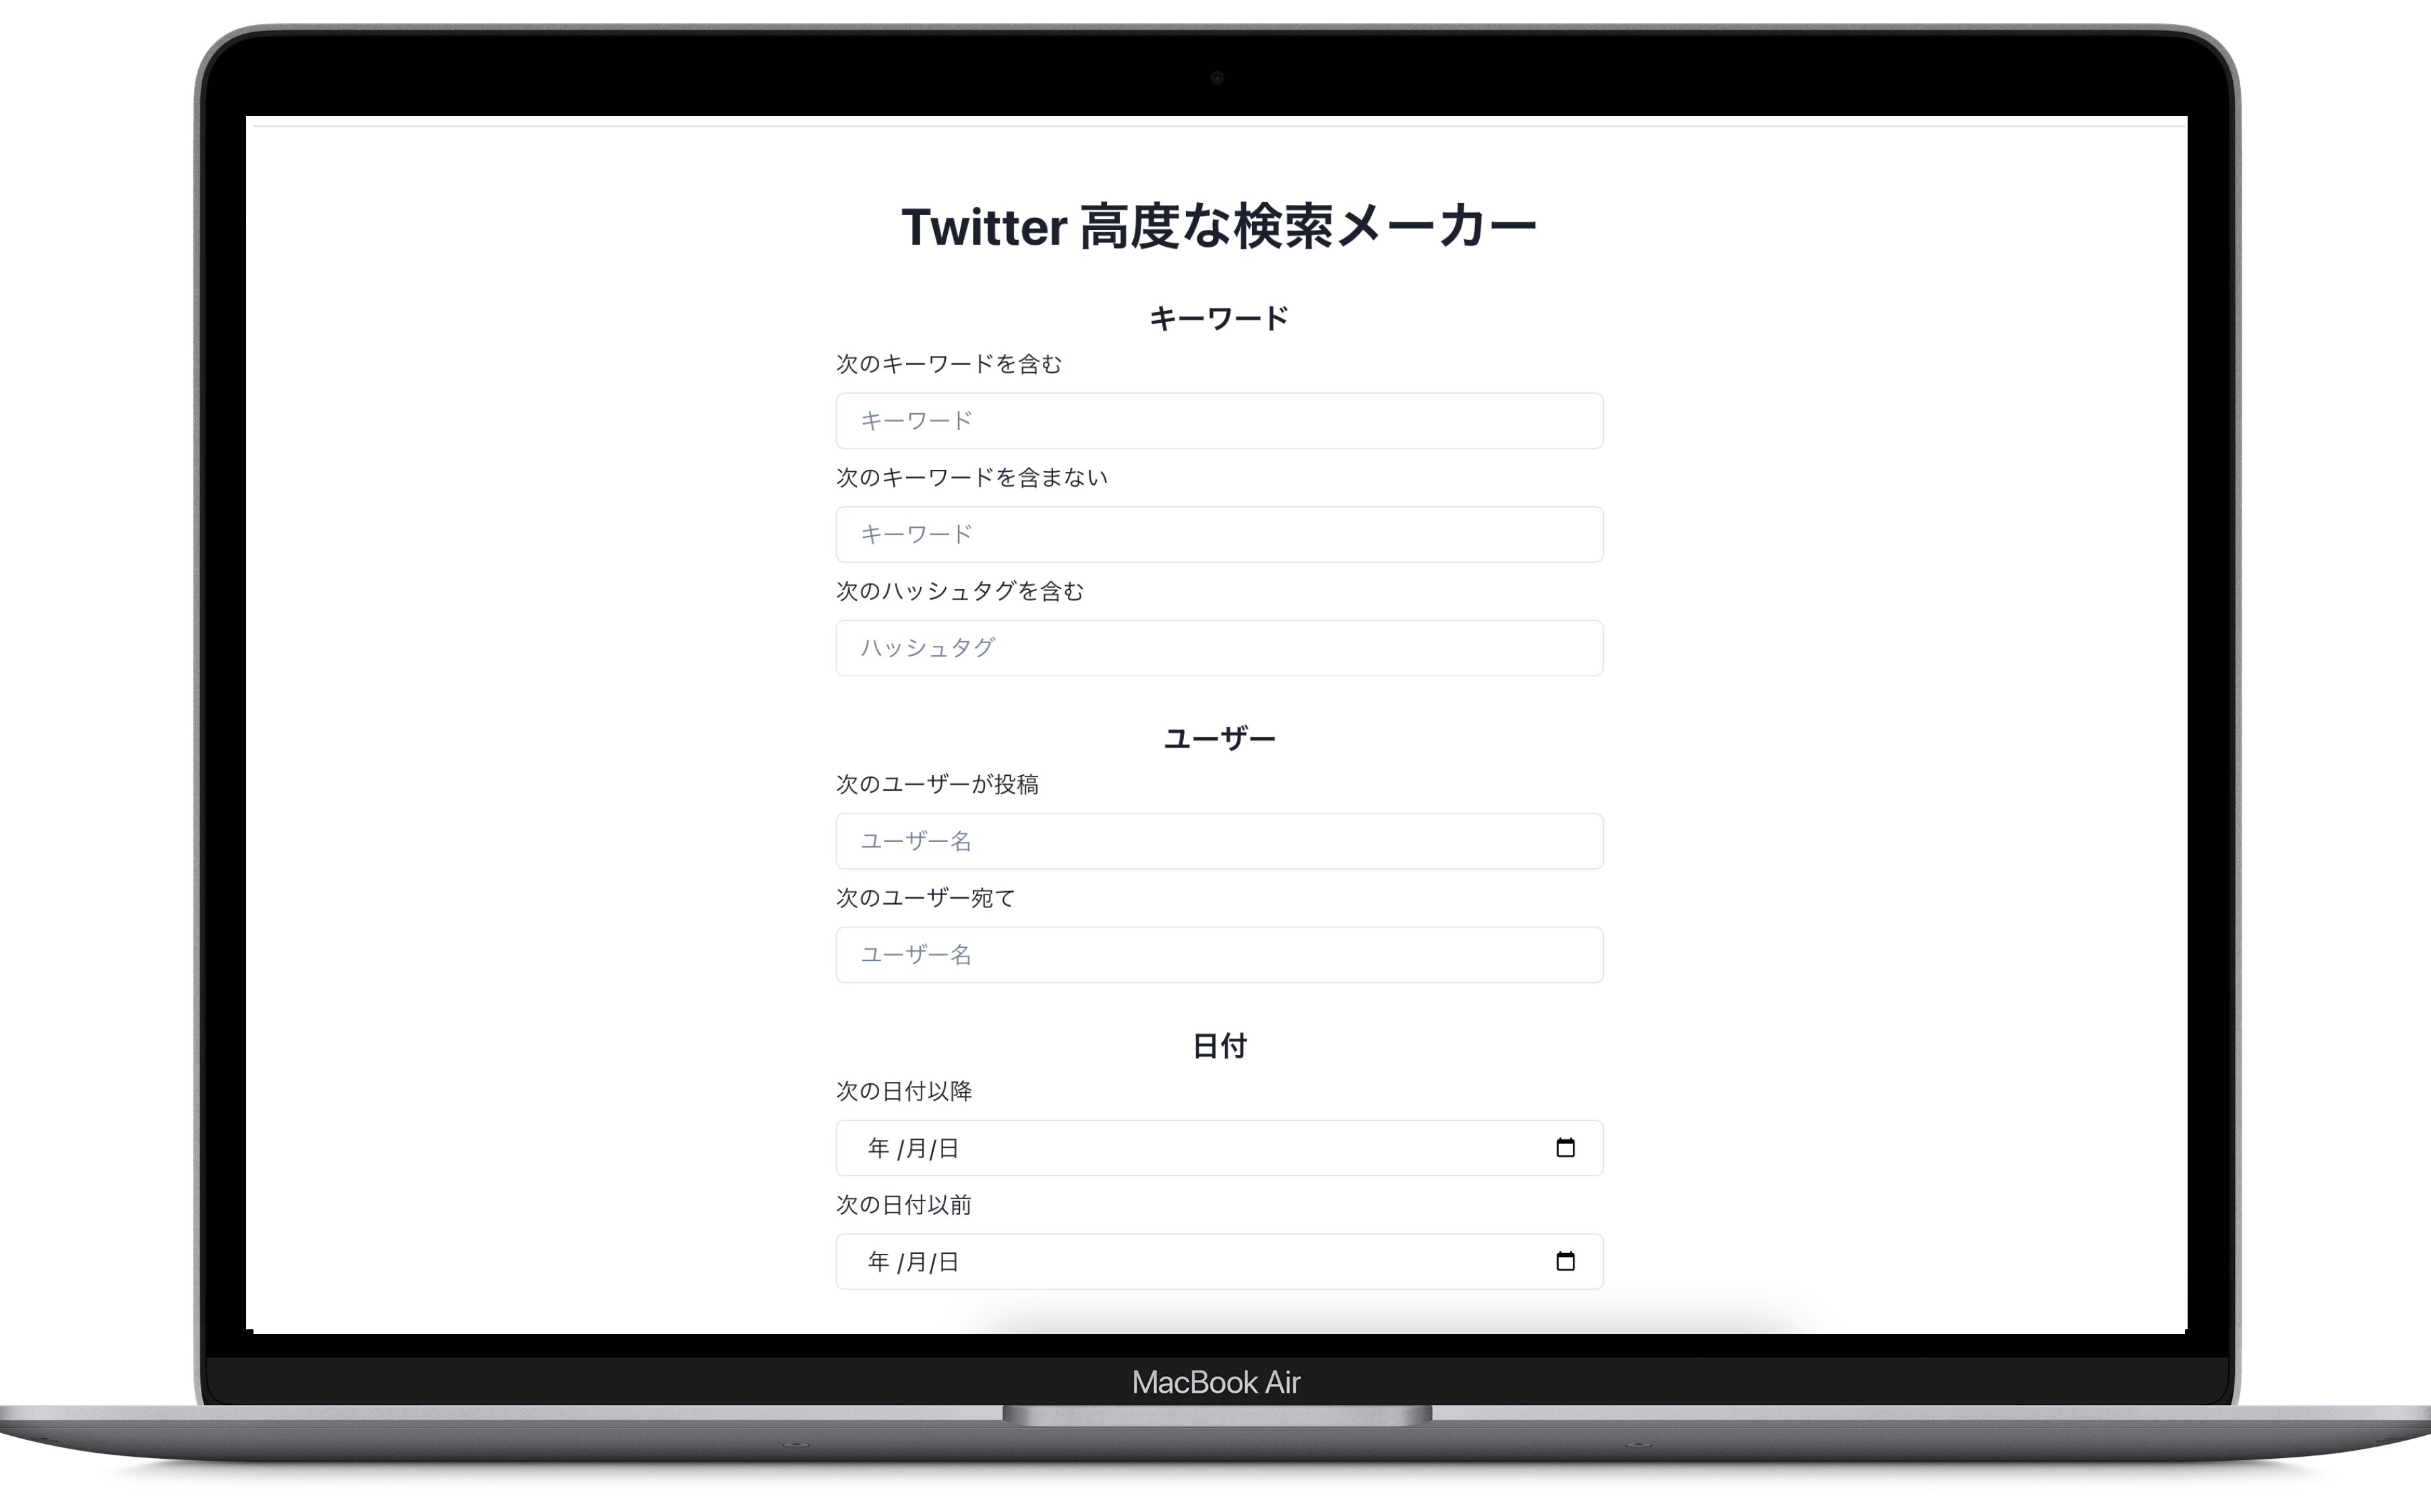 Twitter 高度な検索メーカー
キーワード
次のキーワードを含む
キーワード
次のキーワードを含まない
キーワード
次のハッシュタグを含む
ハッシュタグ
ユーザー
次のユーザーが投稿
ユーザー名
次のユーザー宛て
ユーザー名
日付
次の日付以降
年 /月/日
次の日付以前
年 /月/日
MacBook Air